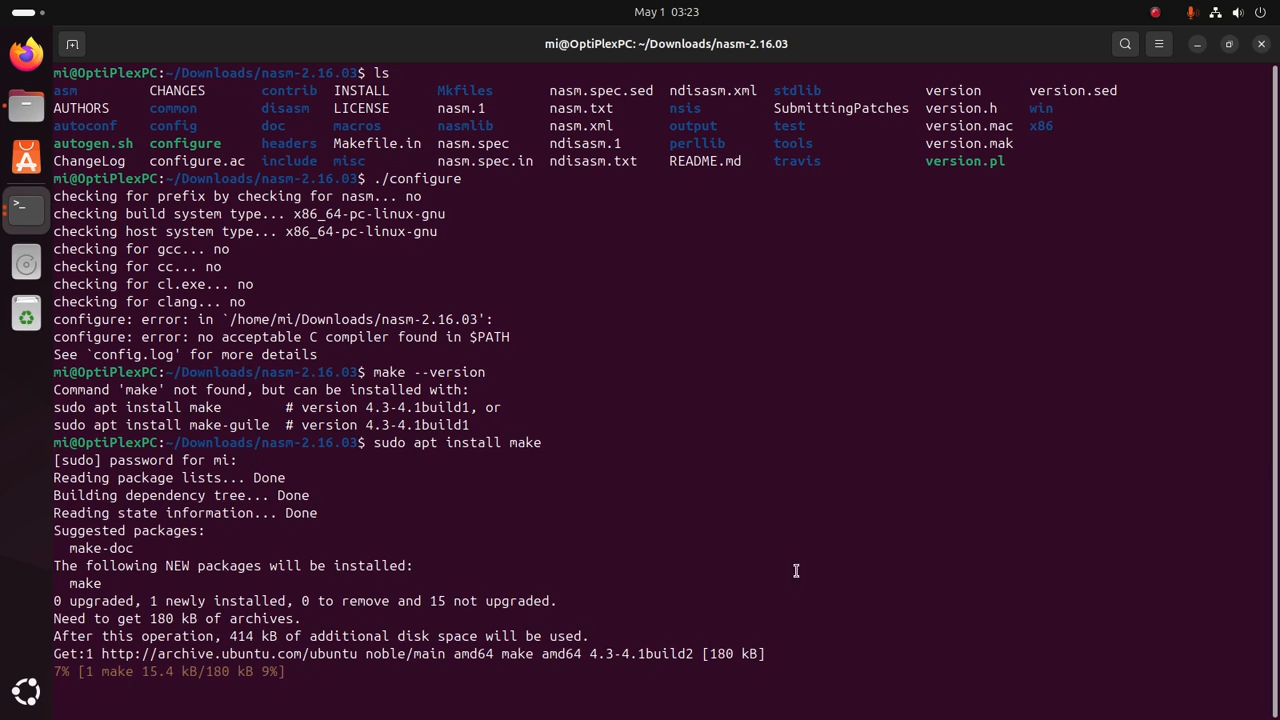 May 1 03:23
mi@OptiPlexPC: ~/Downloads/nasm-2.16.03
mi@OptiPlexPC:~/Downloads/nasm-2.16.03$ ls
asm CHANGES contrib INSTALL Mkfiles nasm.spec.sed ndisasm.xml stdlib version version.sed
AUTHORS common disasm LICENSE nasm.1 nasm.txt nsis SubmittingPatches version.h win
autoconf config doc macros nasmlib nasm.xml output test version.mac x86
autogen.sh configure headers Makefile.in nasm.spec ndisasm.1 perllib tools version.mak
ChangeLog configure.ac include misc nasm.spec.in ndisasm.txt README.md travis version.pl
mi@OptiPlexPC:~/Downloads/nasm-2.16.03$ ./configure
checking for prefix by checking for nasm... no
checking build system type... x86_64-pc-linux-gnu
checking host system type... x86_64-pc-linux-gnu
checking for gcc... no
checking for cc... no
checking for cl.exe... no
checking for clang... no
configure: error: in `/home/mi/Downloads/nasm-2.16.03':
configure: error: no acceptable C compiler found in $PATH
See `config.log' for more details
mi@OptiPlexPC:~/Downloads/nasm-2.16.03$ make --version
Command 'make' not found, but can be installed with:
sudo apt install make        # version 4.3-4.1build1, or
sudo apt install make-guile  # version 4.3-4.1build1
mi@OptiPlexPC:~/Downloads/nasm-2.16.03$ sudo apt install make
[sudo] password for mi:
Reading package lists... Done
Building dependency tree... Done
Reading state information... Done
Suggested packages:
  make-doc
The following NEW packages will be installed:
  make
0 upgraded, 1 newly installed, 0 to remove and 15 not upgraded.
Need to get 180 kB of archives.
After this operation, 414 kB of additional disk space will be used.
Get:1 http://archive.ubuntu.com/ubuntu noble/main amd64 make amd64 4.3-4.1build2 [180 kB]
7% [1 make 15.4 kB/180 kB 9%]